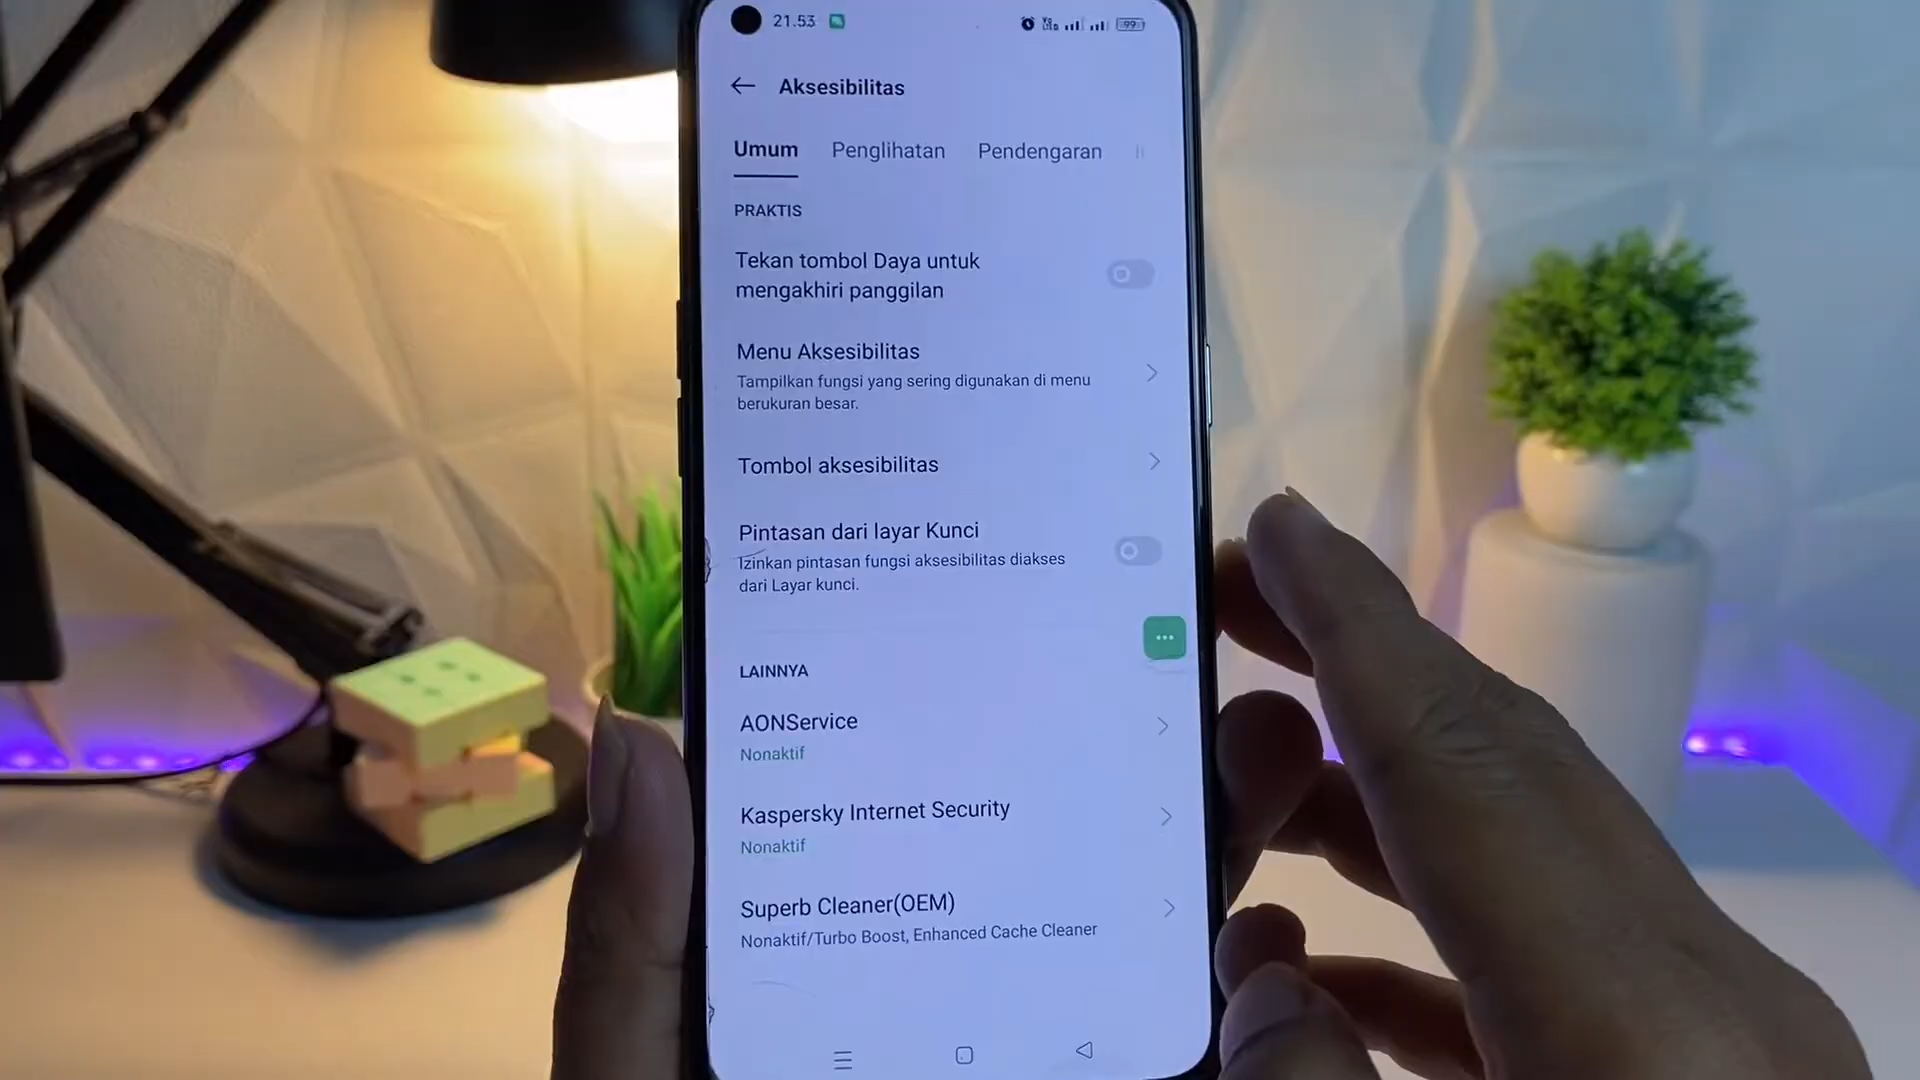 21.53
99
Aksesibilitas
Umum Penglihatan Pendengaran
PRAKTIS
Tekan tombol Daya untuk
mengakhiri panggilan
Menu Aksesibilitas
Tampilkan fungsi yang sering digunakan di menu
berukuran besar.
Tombol aksesibilitas
Pintasan dari layar Kunci
Izinkan pintasan fungsi aksesibilitas diakses
dari Layar kunci.
LAINNYA
AONService
Nonaktif
Kaspersky Internet Security
Nonaktif
Superb Cleaner(OEM)
Nonaktif/Turbo Boost, Enhanced Cache Cleaner